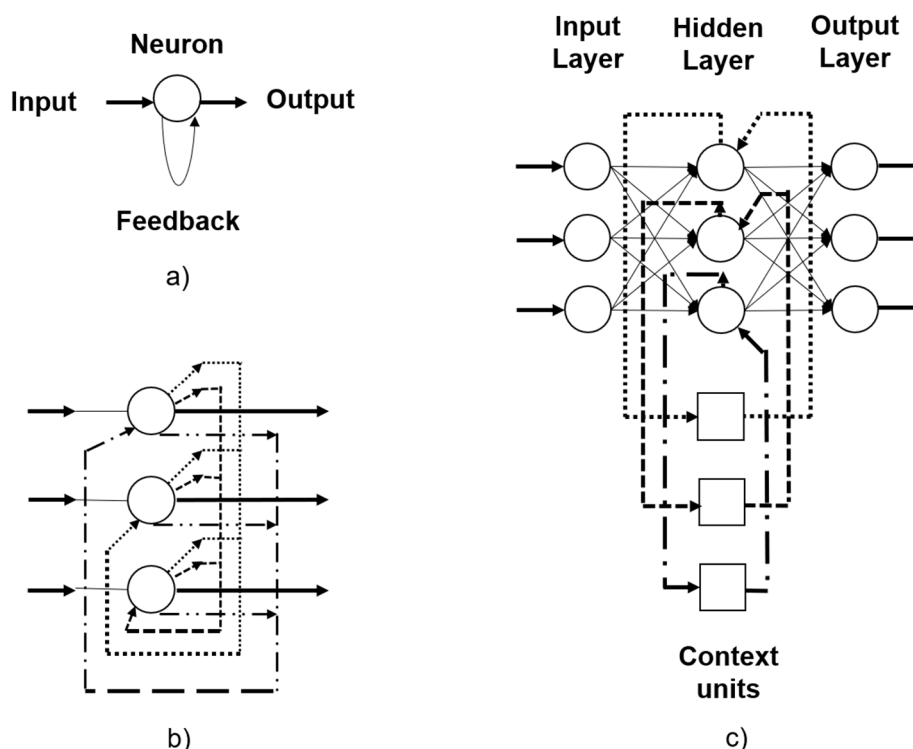 Neuron
Input
Output
Feedback
a)
b)
Input
Layer
Hidden
Layer
Output
Layer
Context
units
c)